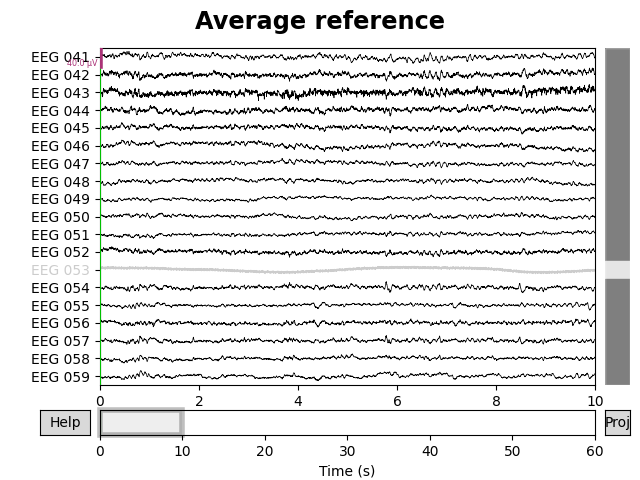 Average reference
EEG 041
40.0 µV
EEG 042
EEG 043
EEG 044
EEG 045
EEG 046
EEG 047
EEG 048
EEG 049
EEG 050
EEG 051
EEG 052
EEG 053
EEG 054
EEG 055
EEG 056
EEG 057
EEG 058
EEG 059
0 2 4 6 8 10
Help Proj
0 10 20 30 40 50 60
Time (s)